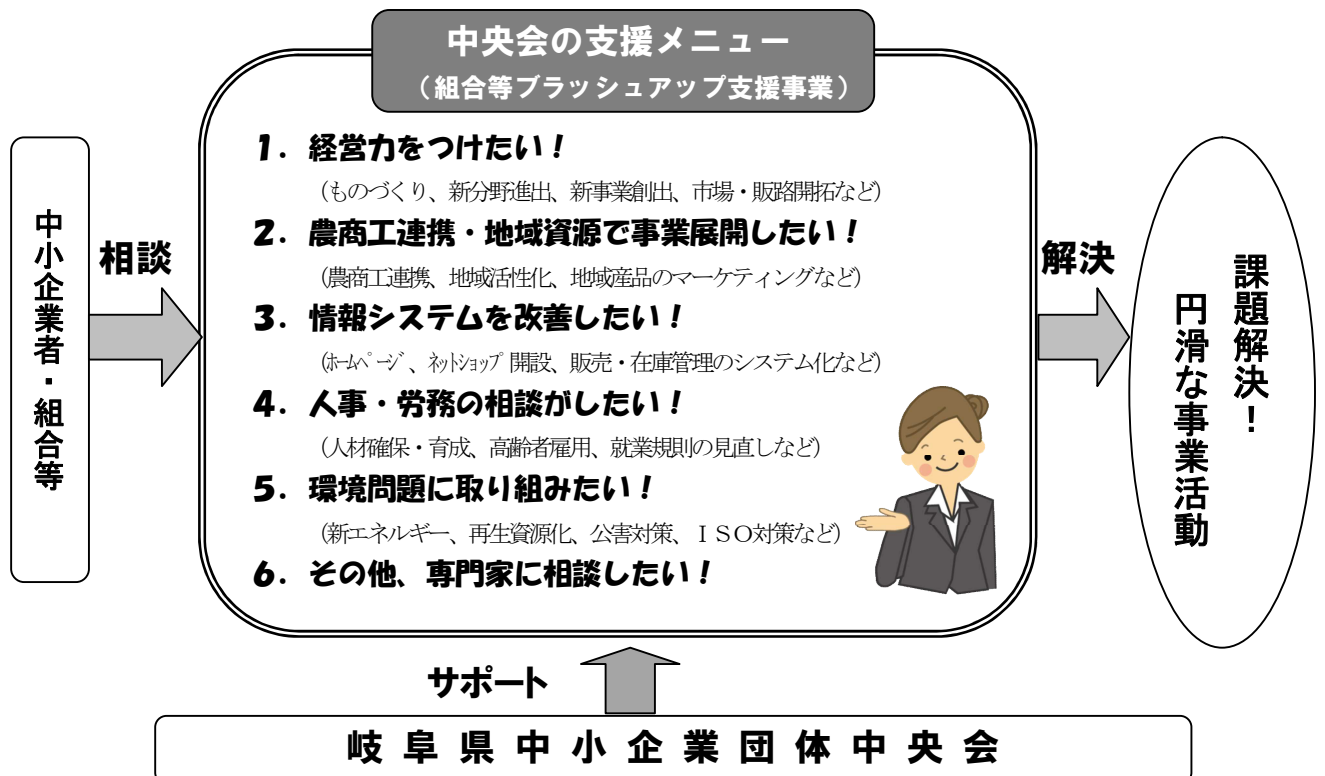 中央会の支援メニュー
（組合等ブラッシュアップ支援事業）
中小企業者・組合等
相談
1．経営力をつけたい！
（ものづくり、新分野進出、新事業創出、市場・販路開拓など）
2．農商工連携・地域資源で事業展開したい！
（農商工連携、地域活性化、地域産品のマーケティングなど）
3．情報システムを改善したい！
（ﾎｰﾑﾍﾟｰｼﾞ、ﾈｯﾄｼｮｯﾌﾟ開設、販売・在庫管理のシステム化など）
4．人事・労務の相談がしたい！
（人材確保・育成、高齢者雇用、就業規則の見直しなど）
5．環境問題に取り組みたい！
（新エネルギー、再生資源化、公害対策、ＩＳＯ対策など）
6．その他、専門家に相談したい！
解決
課題解決！
円滑な事業活動
サポート
岐阜県中小企業団体中央会